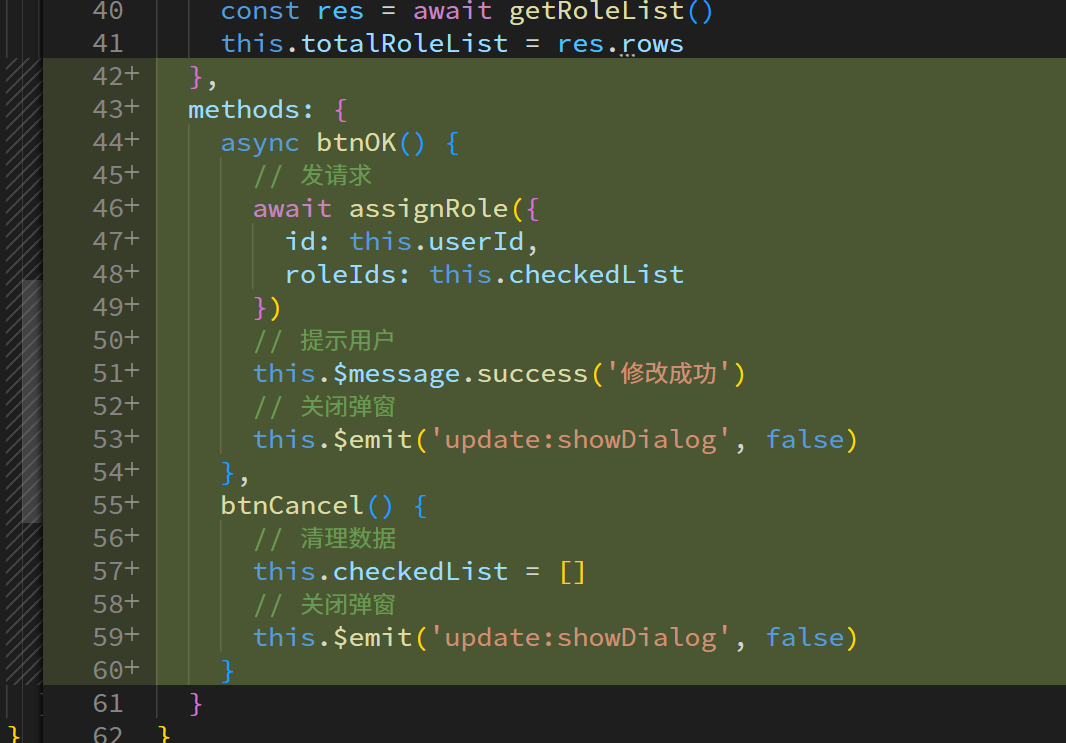 40 const res = await getRoleList()
41 this.totalRoleList = res.rows
42+ },
43+ methods: {
44+ async btnOK() {
45+ // 发请求
46+ await assignRole({
47+ id: this.userId,
48+ roleIds: this.checkedList
49+ })
50+ // 提示用户
51+ this.$message.success('修改成功')
52+ // 关闭弹窗
53+ this.$emit('update:showDialog', false)
54+ },
55+ btnCancel() {
56+ // 清理数据
57+ this.checkedList = []
58+ // 关闭弹窗
59+ this.$emit('update:showDialog', false)
60+ }
61 }
} 62 }